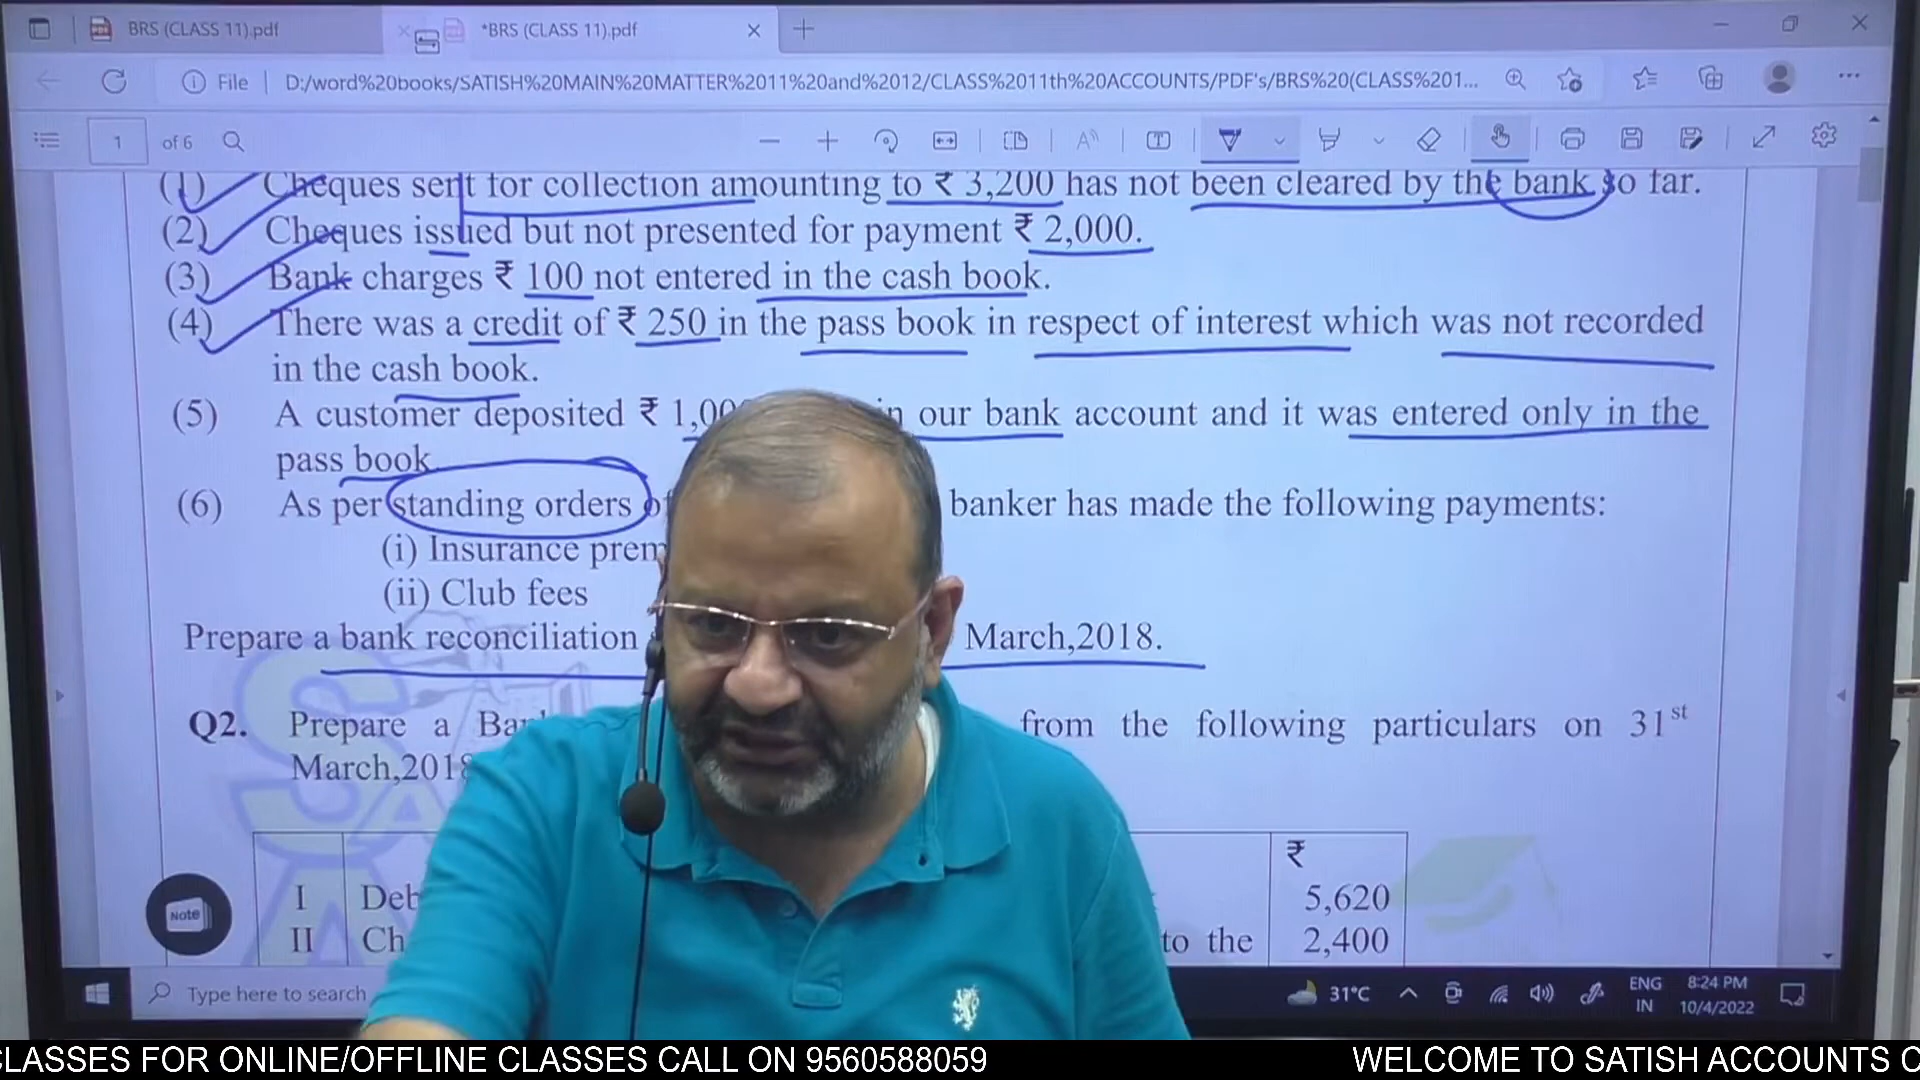 BRS (CLASS 11).pdf
*BRS (CLASS 11).pdf
File
D:/word%20books/SATISH%20MAIN%20MATTER%2011%20and%2012/CLASS%2011th%20ACCOUNTS/PDF's/BRS%20(CLASS%201...
1 of 6
(1) Cheques sent for collection amounting to ₹ 3,200 has not been cleared by the bank so far.
(2) Cheques issued but not presented for payment ₹ 2,000.
(3) Bank charges ₹ 100 not entered in the cash book.
(4) There was a credit of ₹ 250 in the pass book in respect of interest which was not recorded
in the cash book.
(5) A customer deposited ₹ in our bank account and it was entered only in the
pass book
(6) As per standing orders banker has made the following payments:
(i) Insurance
(ii) Club fees
Prepare a bank reconciliation March,2018.
Q2. Prepare a from the following particulars on 31st
March,2018
₹
I 5,620
II to the 2,400
Note
Type here to search
31°C
ENG
IN
8:24 PM
10/4/2022
CLASSES FOR ONLINE/OFFLINE CLASSES CALL ON 9560588059
WELCOME TO SATISH ACCOUNTS